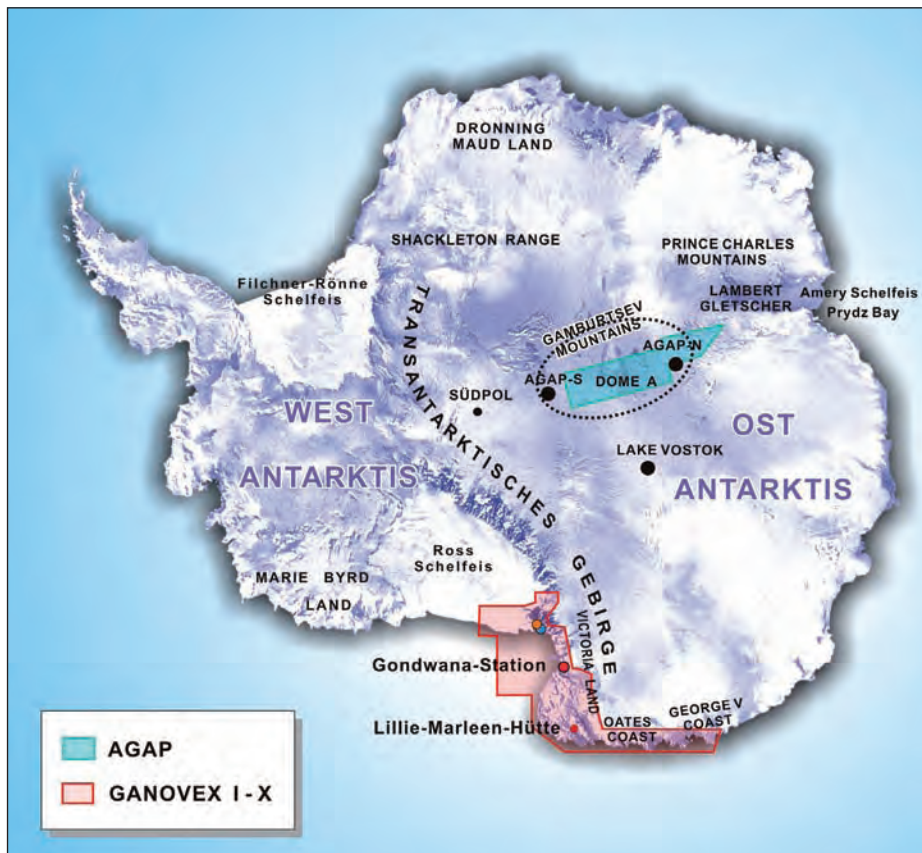 DRONNING
MAUD LAND
SHACKLETON RANGE
PRINCE CHARLES
MOUNTAINS
Filchner-Rönne
Schelfeis
LAMBERT
GLETSCHER
Amery Schelfeis
Prydz Bay
TRANSANTARKTISCHES
GEBIRGE
GAMBURTSEV
MOUNTAINS
AGAP-N
AGAP-S
DOME A
SÜDPOL
WEST
ANTARKTIS
OST
ANTARKTIS
LAKE VOSTOK
Ross
Schelfeis
MARIE BYRD
LAND
VICTORIA LAND
Gondwana-Station
Lillie-Marleen-Hütte
OATES
COAST
GEORGE V
COAST
AGAP
GANOVEX I - X